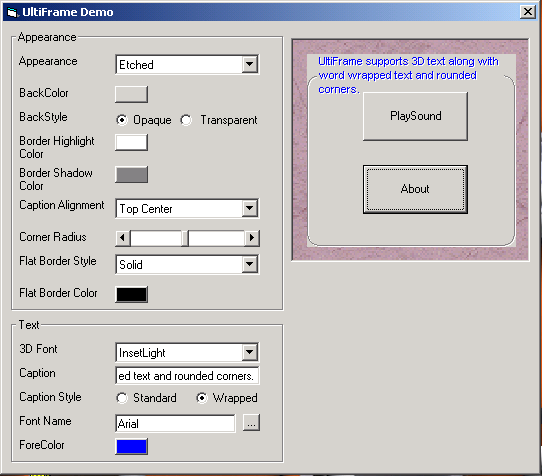 UltiFrame Demo
Appearance
Appearance
Etched
BackColor
BackStyle
Opaque
Transparent
Border Highlight
Color
Border Shadow
Color
Caption Alignment
Top Center
Corner Radius
Flat Border Style
Solid
Flat Border Color
Text
3D Font
InsetLight
Caption
ed text and rounded corners.
Caption Style
Standard
Wrapped
Font Name
Arial
...
ForeColor
UltiFrame supports 3D text along with
word wrapped text and rounded
corners.
PlaySound
About